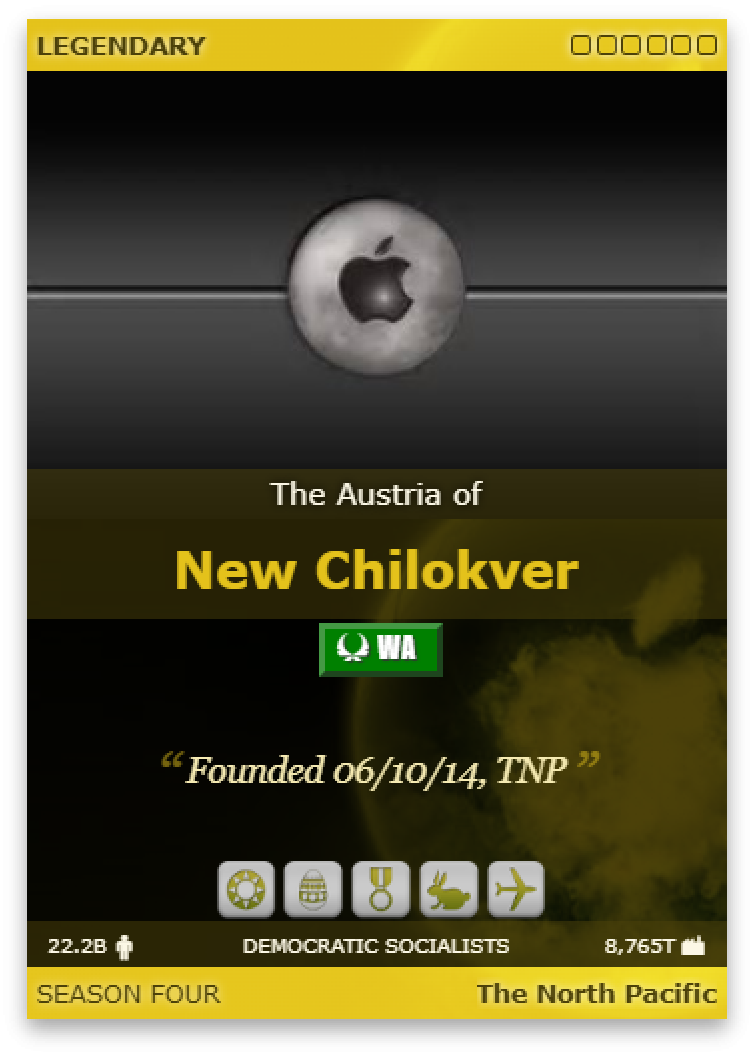 LEGENDARY
The Austria of
New Chilokver
WA
“Founded 06/10/14, TNP”
22.2B DEMOCRATIC SOCIALISTS 8,765T
SEASON FOUR The North Pacific